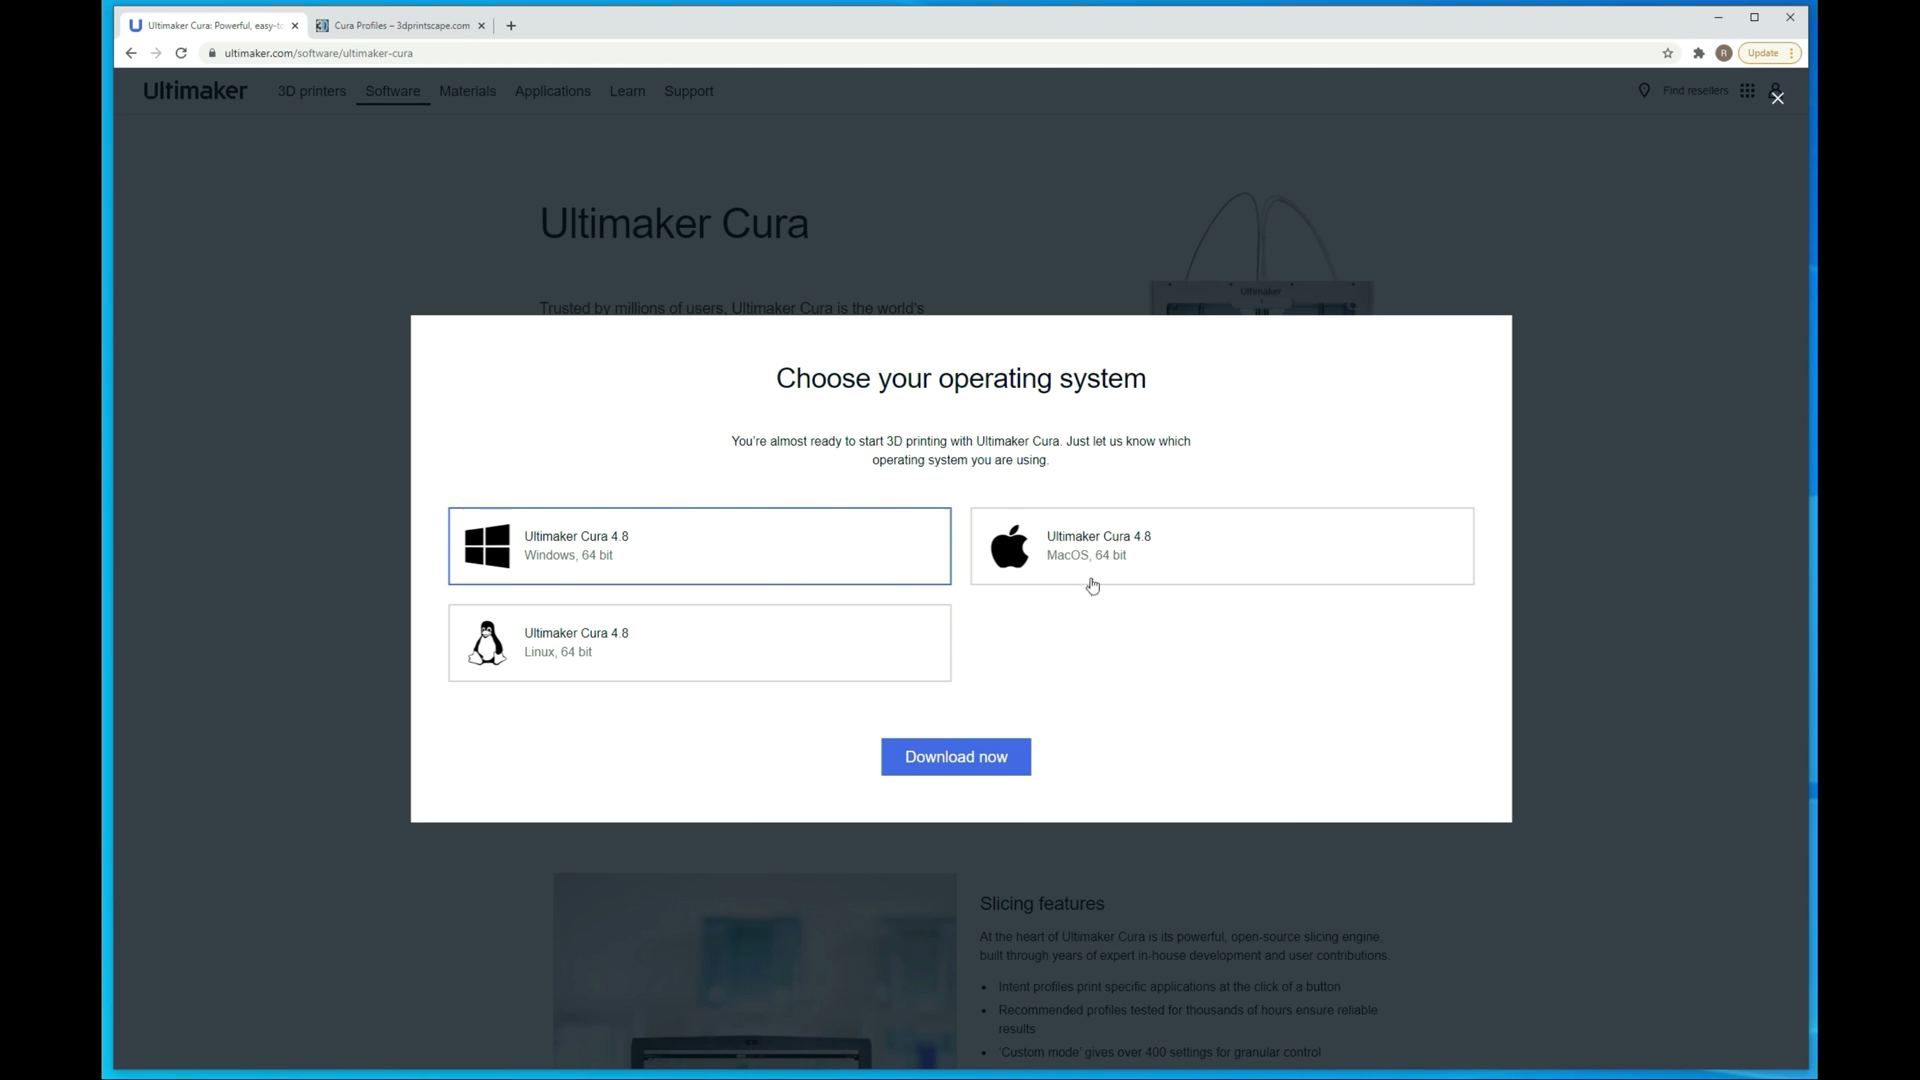 Ultimaker Cura: Powerful, easy-to
Cura Profiles – 3dprintscape.com
ultimaker.com/software/ultimaker-cura
R
Update
Ultimaker
3D printers
Software
Materials
Applications
Learn
Support
Find resellers
Ultimaker Cura
Trusted by millions of users, Ultimaker Cura is the world's
Ultimaker
Choose your operating system
You're almost ready to start 3D printing with Ultimaker Cura. Just let us know which
operating system you are using.
Ultimaker Cura 4.8
Windows, 64 bit
Ultimaker Cura 4.8
MacOS, 64 bit
Ultimaker Cura 4.8
Linux, 64 bit
Download now
Slicing features
At the heart of Ultimaker Cura is its powerful, open-source slicing engine,
built through years of expert in-house development and user contributions.
• Intent profiles print specific applications at the click of a button
• Recommended profiles tested for thousands of hours ensure reliable
results
• 'Custom mode' gives over 400 settings for granular control